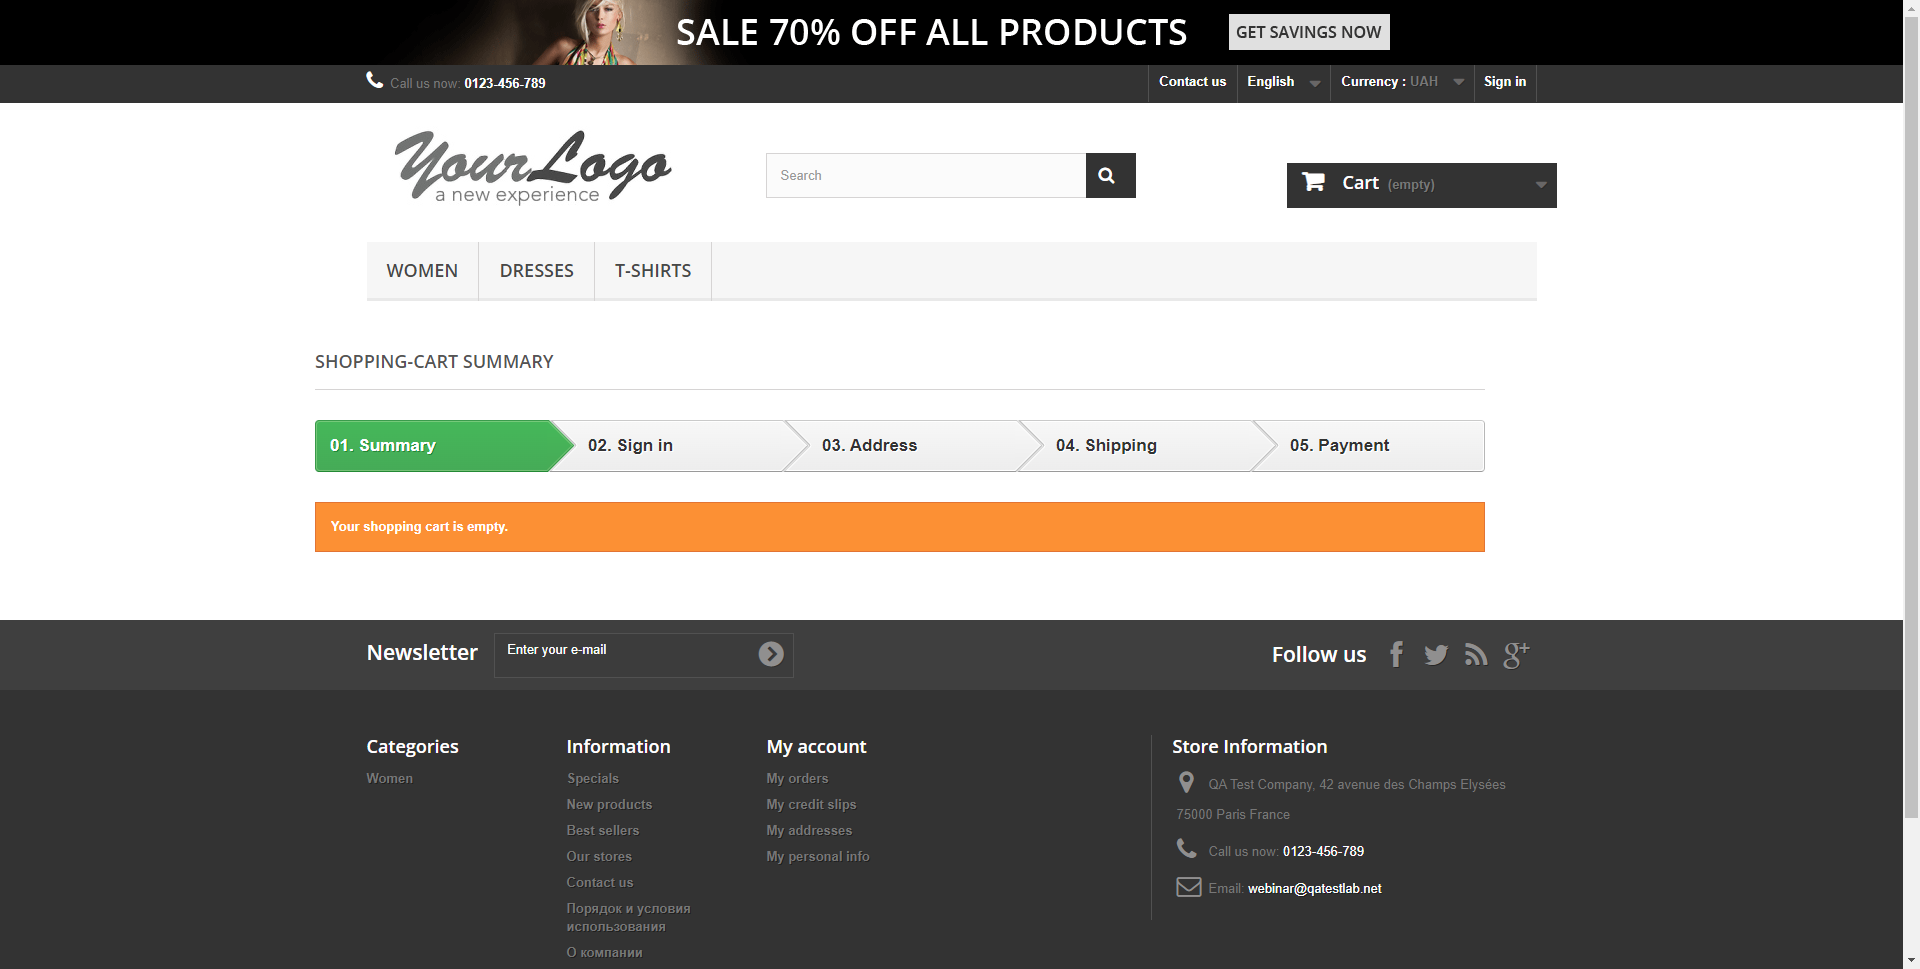 SALE 70% OFF ALL PRODUCTS
GET SAVINGS NOW
Call us now: 0123-456-789
Contact us
English
Currency : UAH
Sign in
YourLogo
a new experience
Search
Cart (empty)
WOMEN
DRESSES
T-SHIRTS
SHOPPING-CART SUMMARY
01. Summary
02. Sign in
03. Address
04. Shipping
05. Payment
Your shopping cart is empty.
Newsletter
Enter your e-mail
Follow us
Categories
Women
Information
Specials
New products
Best sellers
Our stores
Contact us
Порядок и условия
использования
О компании
My account
My orders
My credit slips
My addresses
My personal info
Store Information
QA Test Company, 42 avenue des Champs Elysées
75000 Paris France
Call us now: 0123-456-789
Email: webinar@qatestlab.net